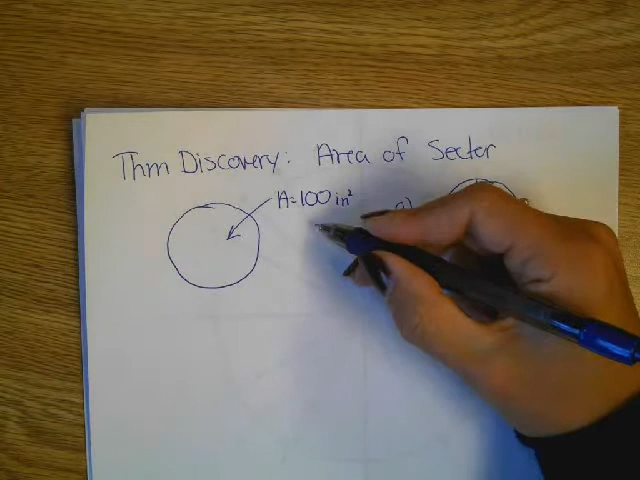 Thm Discovery: Area of Sector
A=100 in²
a)